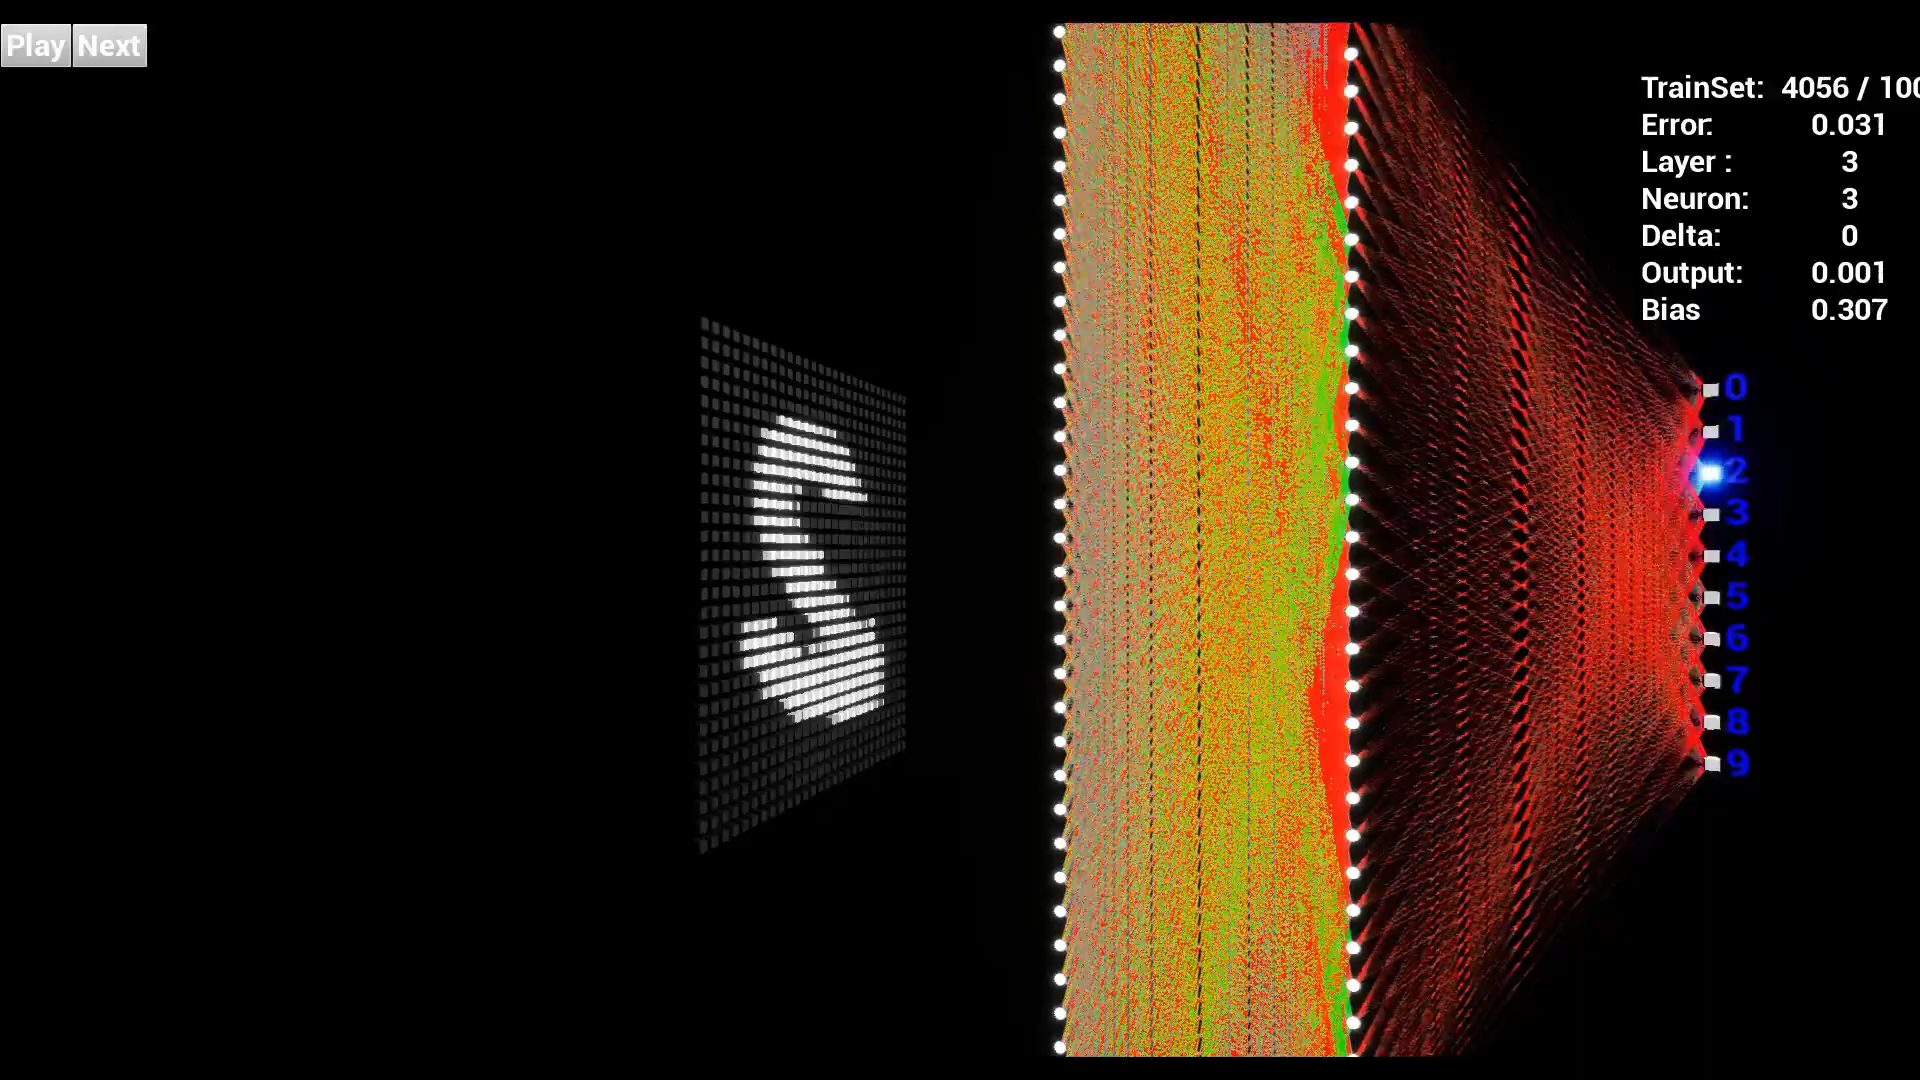 Play Next
TrainSet: 4056 / 100
Error: 0.031
Layer : 3
Neuron: 3
Delta: 0
Output: 0.001
Bias 0.307
0
1
2
3
4
5
6
7
8
9